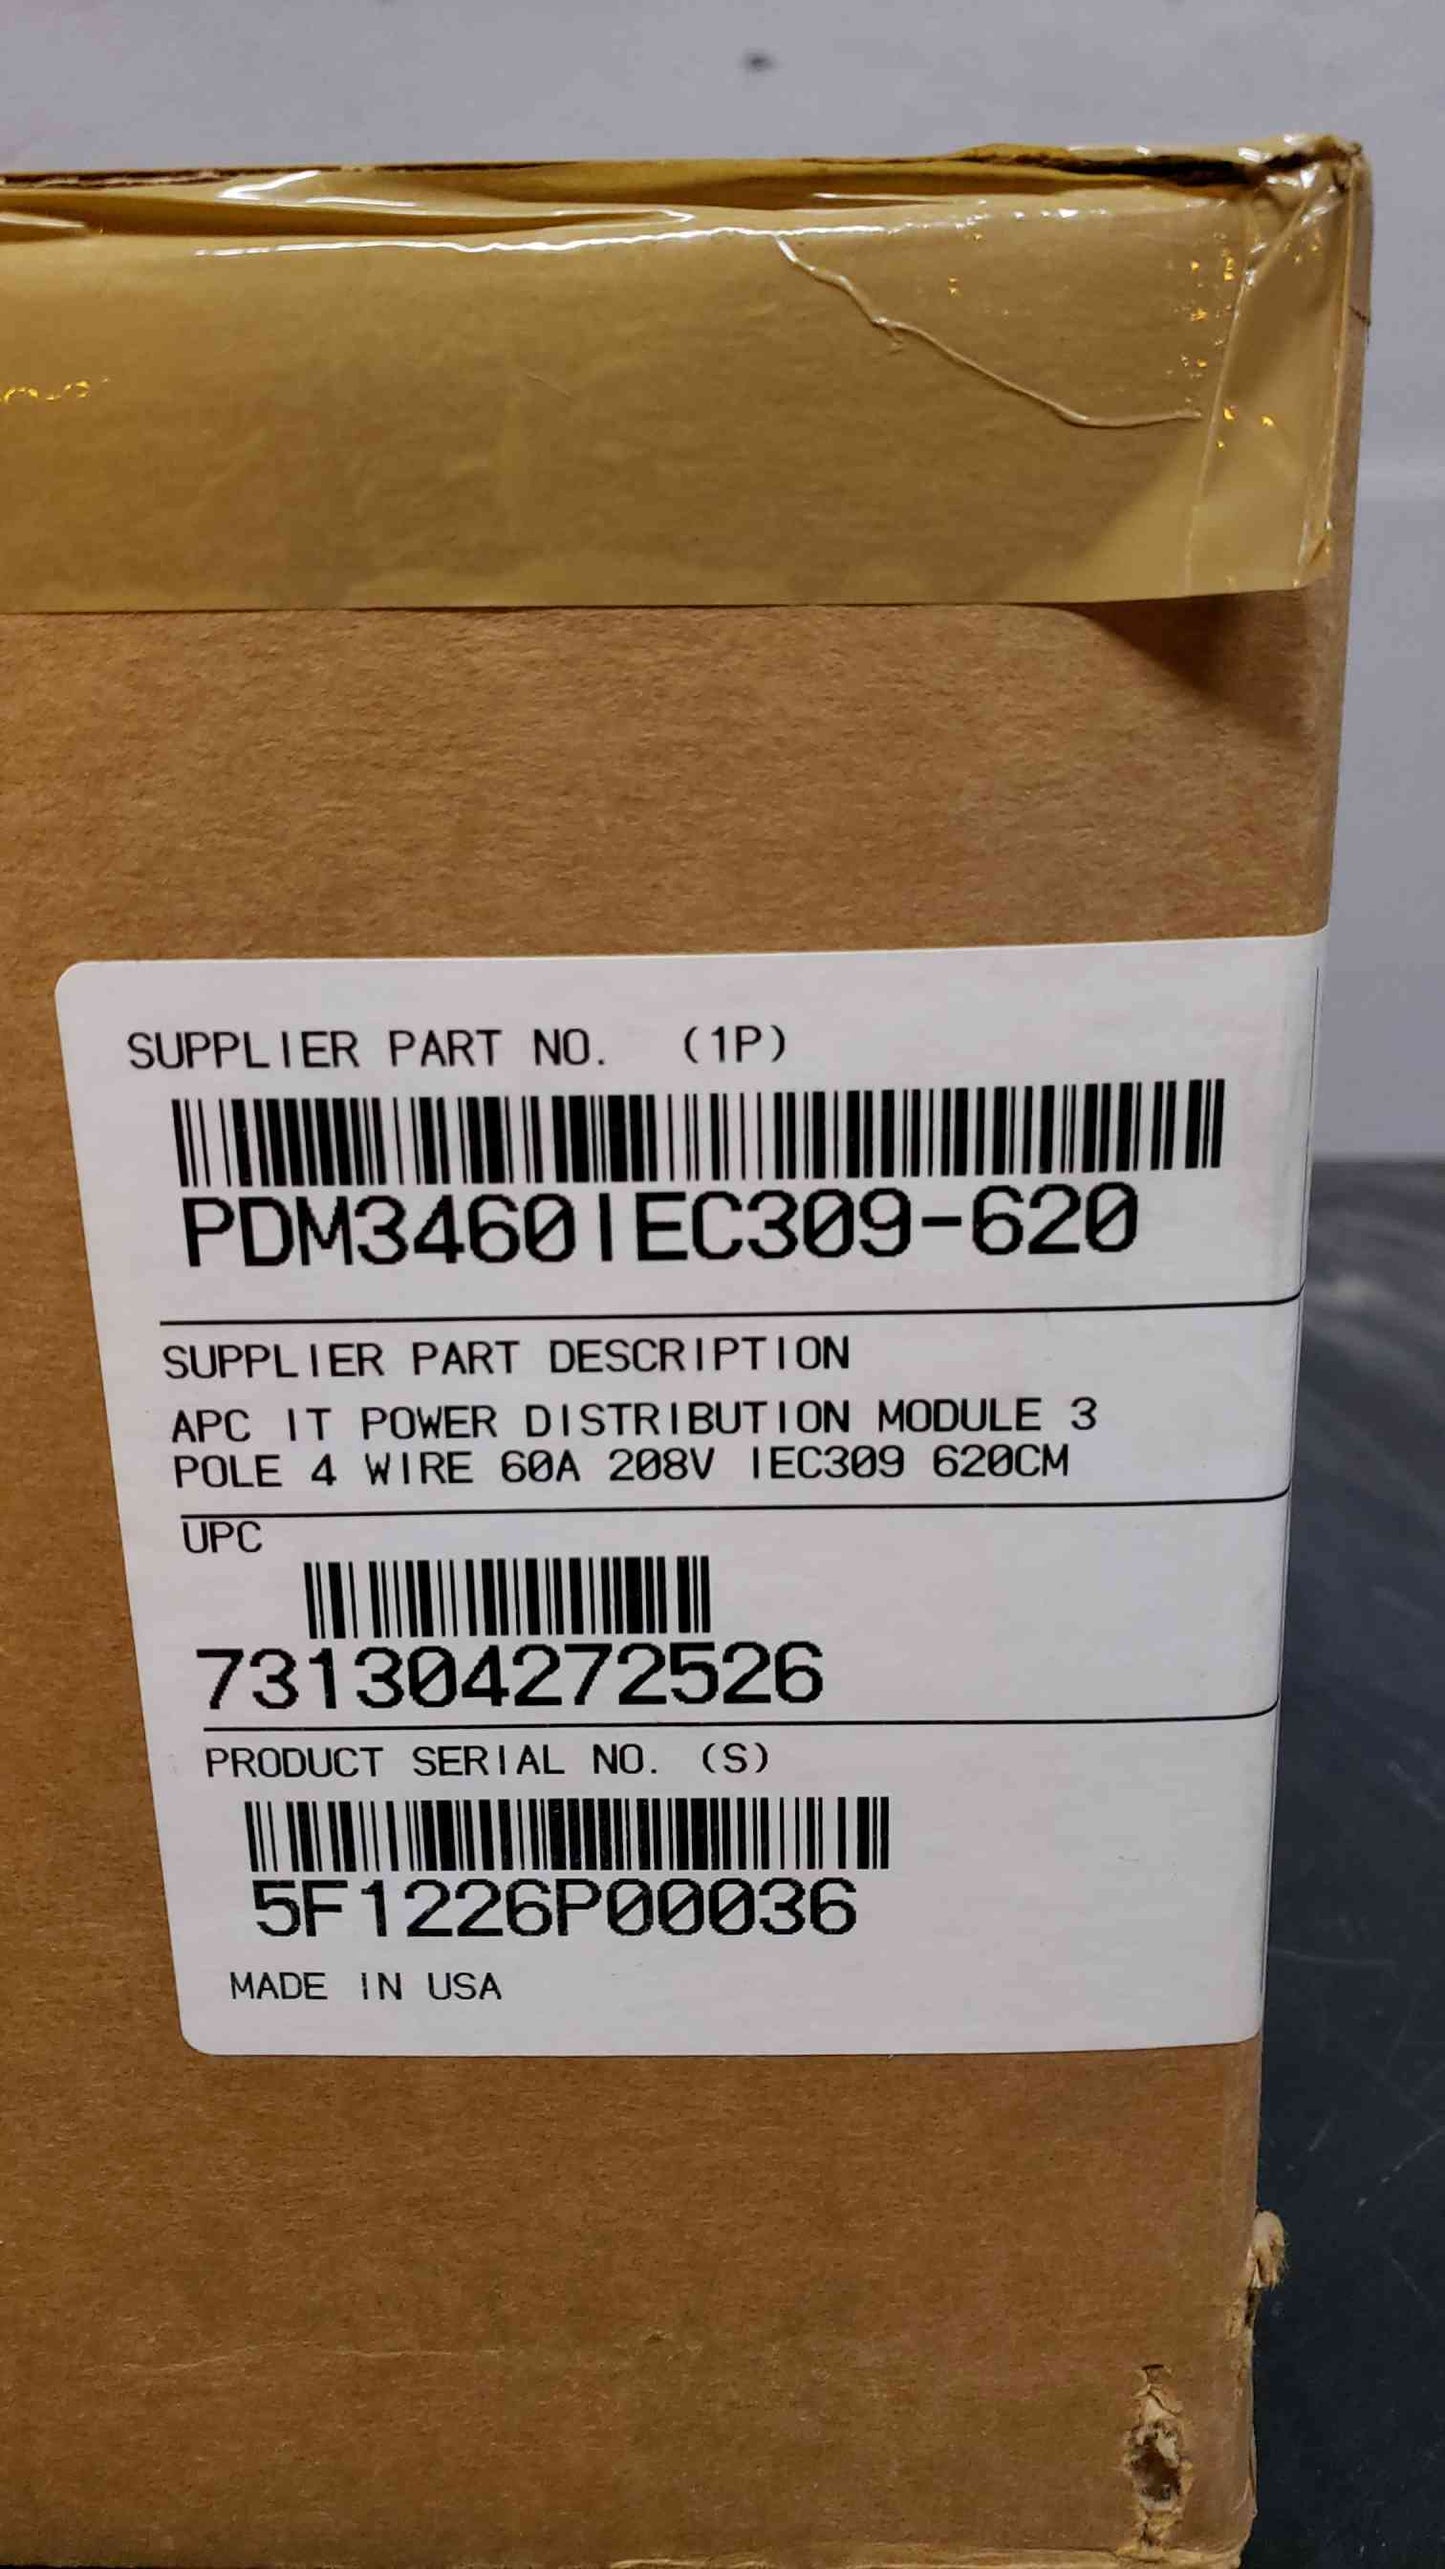 SUPPLIER PART NO. (1P)
PDM3460IEC309-620
SUPPLIER PART DESCRIPTION
APC IT POWER DISTRIBUTION MODULE 3
POLE 4 WIRE 60A 208V IEC309 620CM
UPC
731304272526
PRODUCT SERIAL NO. (S)
5F1226P00036
MADE IN USA